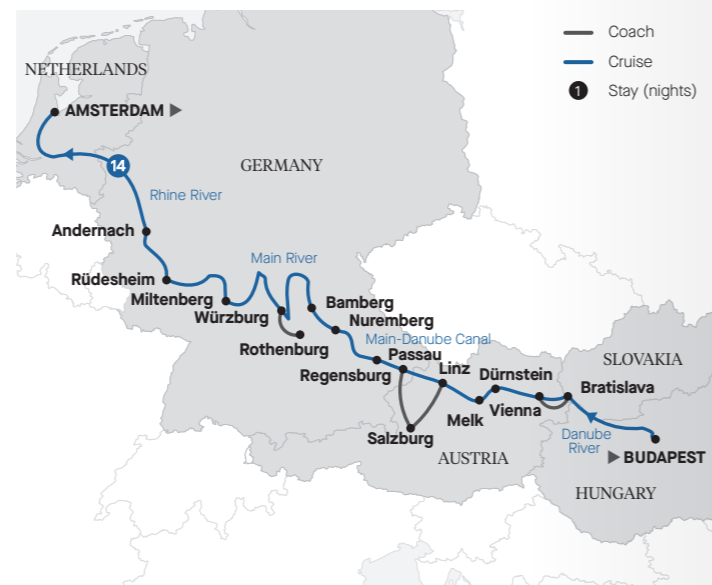 Coach
Cruise
1 Stay (nights)
NETHERLANDS
AMSTERDAM
14
GERMANY
Rhine River
Andernach
Main River
Rüdesheim
Miltenberg
Würzburg
Bamberg
Nuremberg
Rothenburg
Main-Danube Canal
Passau
Regensburg
Linz
SLOVAKIA
Dürnstein
Bratislava
Melk
Vienna
Salzburg
Danube
River
AUSTRIA
BUDAPEST
HUNGARY